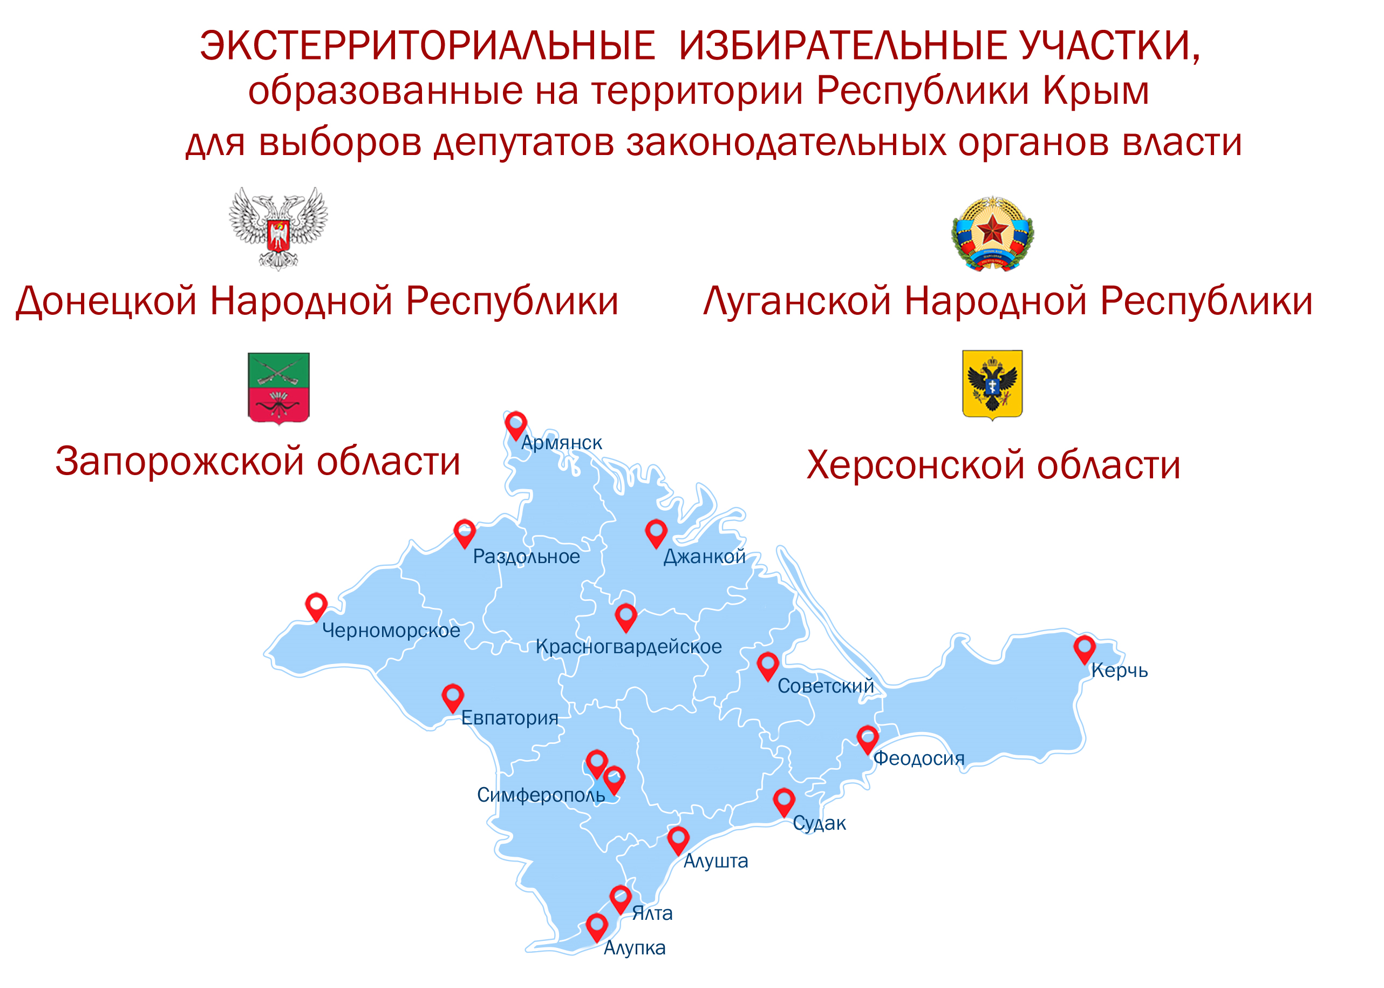 ЭКСТЕРРИТОРИАЛЬНЫЕ ИЗБИРАТЕЛЬНЫЕ УЧАСТКИ,
образованные на территории Республики Крым
для выборов депутатов законодательных органов власти
Донецкой Народной Республики
Луганской Народной Республики
Запорожской области
Херсонской области
Армянск
Раздольное
Джанкой
Черноморское
Красногвардейское
Керчь
Советский
Евпатория
Феодосия
Симферополь
Судак
Алушта
Ялта
Алупка